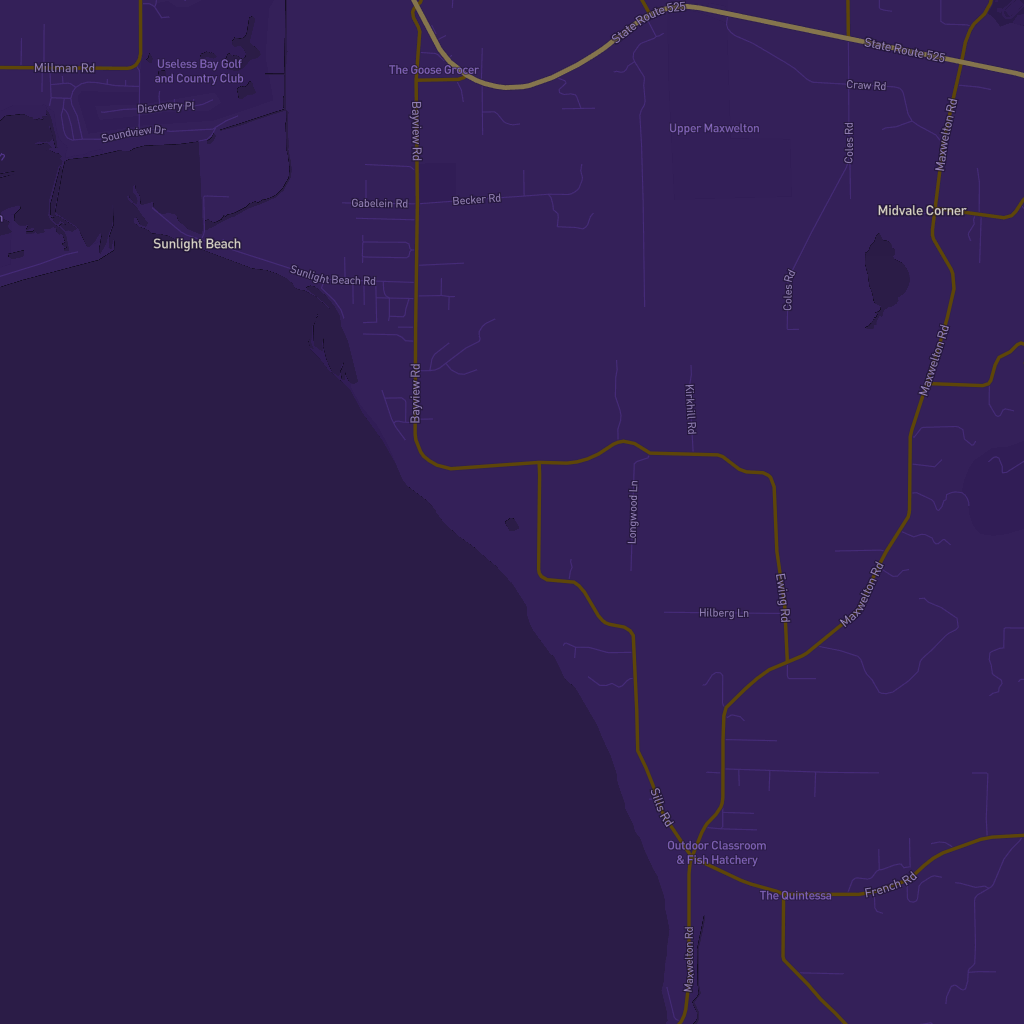 State Route 525
State Route 525
Millman Rd
Useless Bay Golf
and Country Club
The Goose Grocer
Craw Rd
Discovery Pl
Soundview Dr
Bayview Rd
Upper Maxwelton
Coles Rd
Maxwelton Rd
Gabelein Rd
Becker Rd
Midvale Corner
Sunlight Beach
Sunlight Beach Rd
Coles Rd
Maxwelton Rd
Bayview Rd
Kirkhill Rd
Longwood Ln
Ewing Rd
Maxwelton Rd
Hilberg Ln
Sills Rd
Outdoor Classroom
& Fish Hatchery
The Quintessa
French Rd
Maxwelton Rd